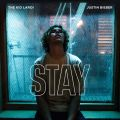 THE KID LAROI
JUSTIN BIEBER
STAY